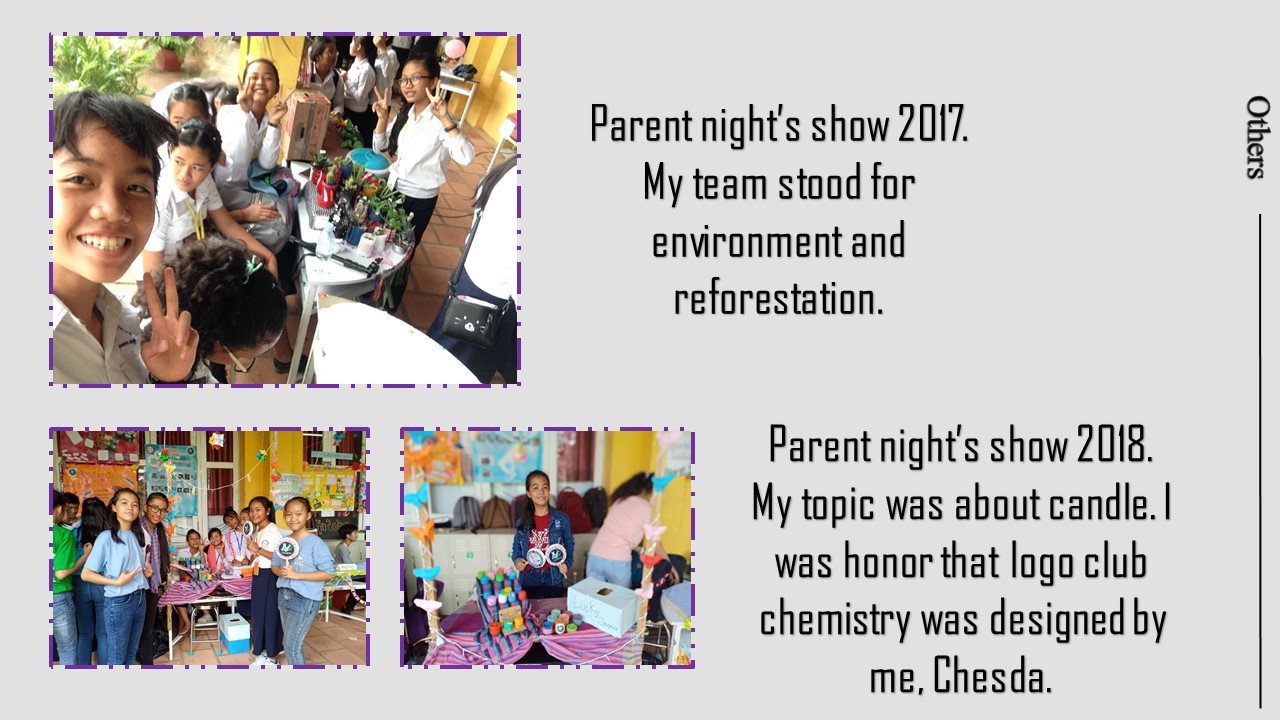 Others
Parent night's show 2017.
My team stood for
environment and
reforestation.
Parent night's show 2018.
My topic was about candle. I
was honor that logo club
chemistry was designed by
me, Chesda.
Lucky